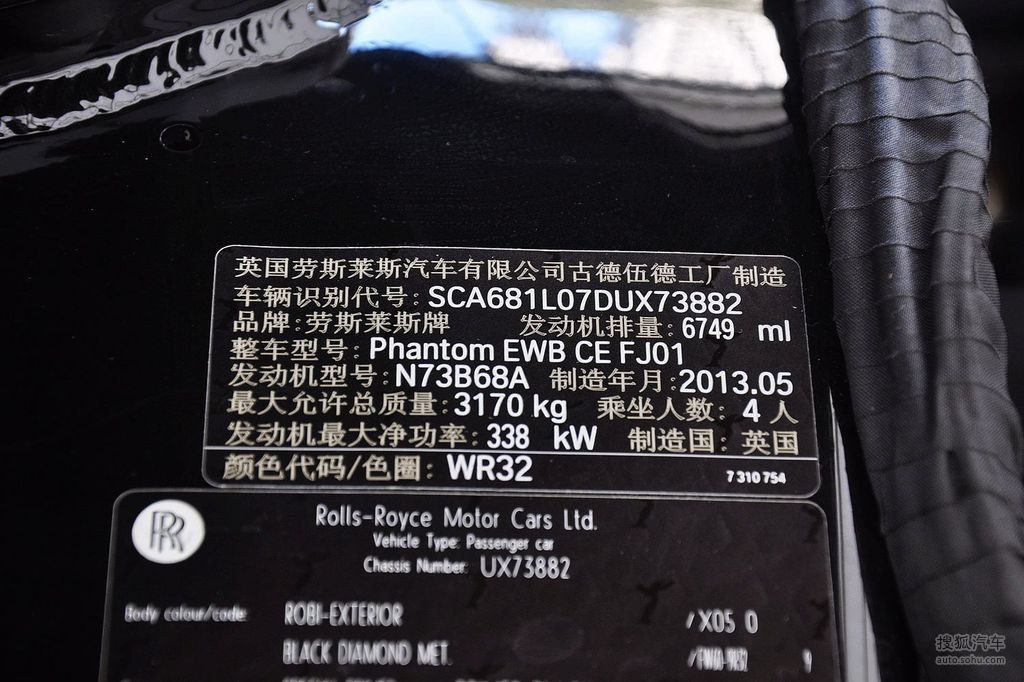 英国劳斯莱斯汽车有限公司古德伍德工厂制造
车辆识别代号: SCA681L07DUX73882
品牌:劳斯莱斯牌 发动机排量: 6749 ml
整车型号: Phantom EWB CE FJ01
发动机型号: N73B68A 制造年月:2013.05
最大允许总质量: 3170 kg 乘坐人数: 4 人
发动机最大净功率: 338 kW 制造国: 英国
颜色代码/色圈: WR32 7 310 754
RR
Rolls-Royce Motor Cars Ltd.
Vehicle Type: Passenger car
Chassis Number: UX73882
Body colour/code: ROBI-EXTERIOR / X05 0
BLACK DIAMOND MET.
搜狐汽车
auto.sohu.com